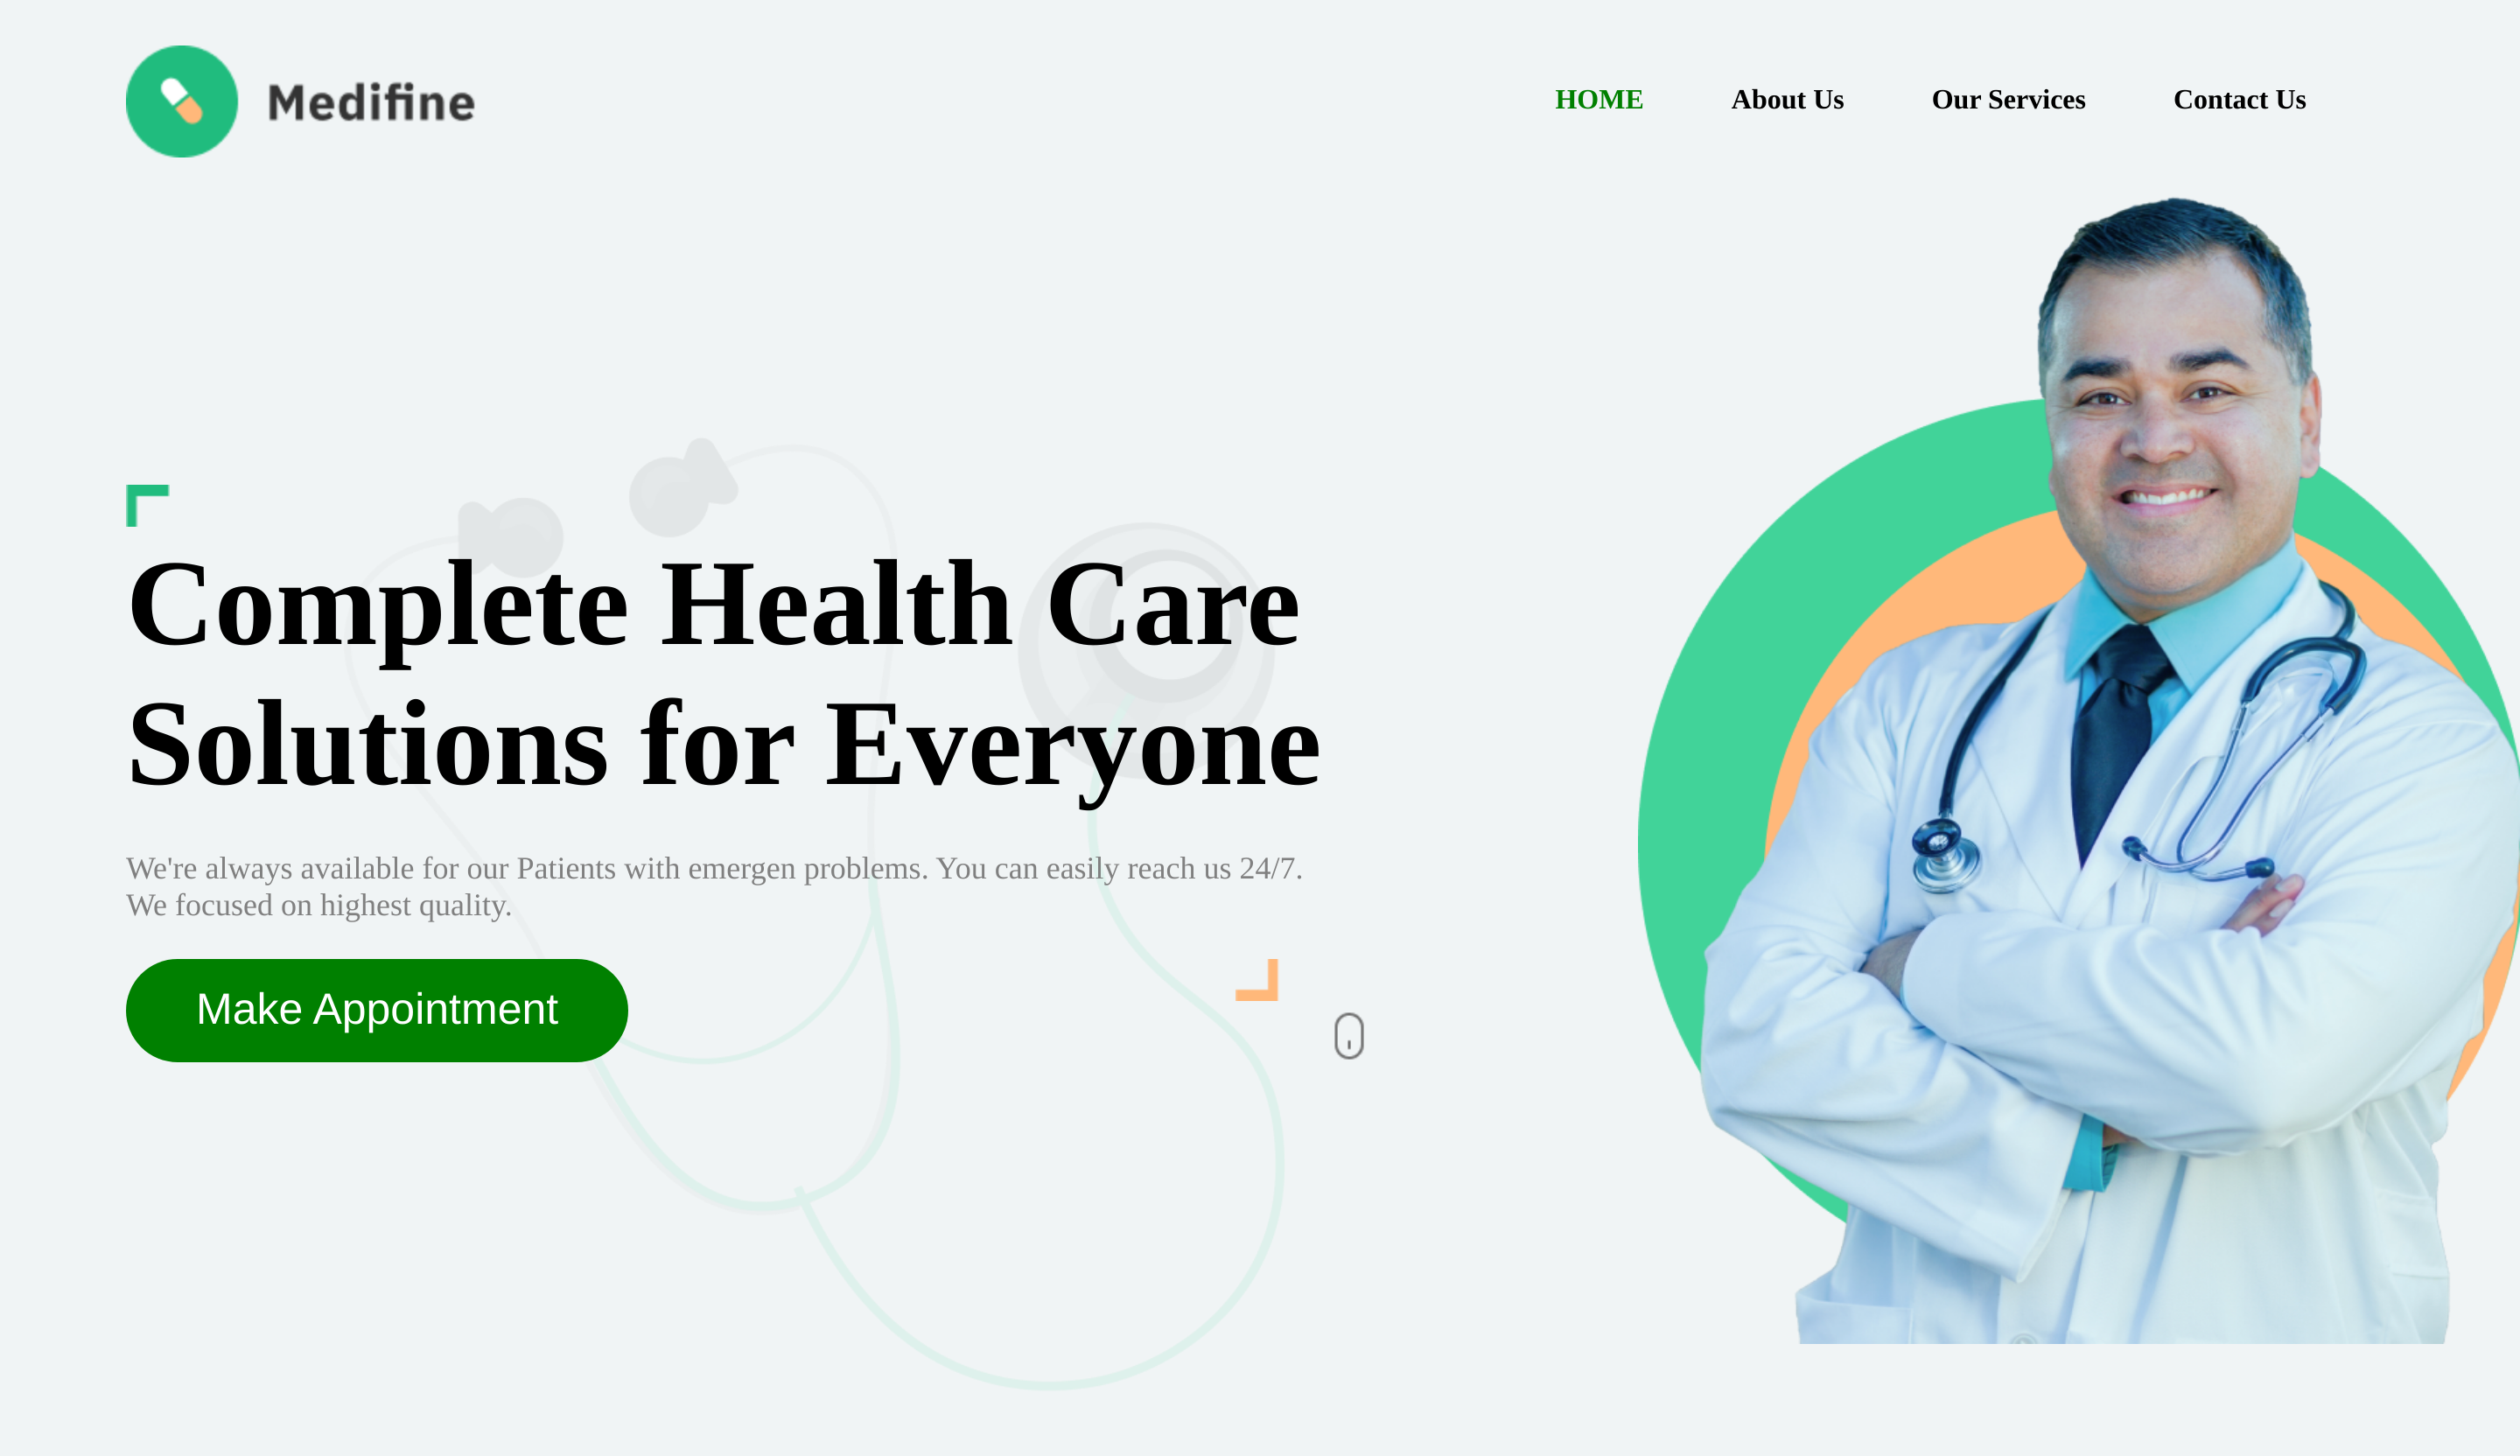 Medifine
HOME About Us Our Services Contact Us
Complete Health Care
Solutions for Everyone
We're always available for our Patients with emergen problems. You can easily reach us 24/7.
We focused on highest quality.
Make Appointment